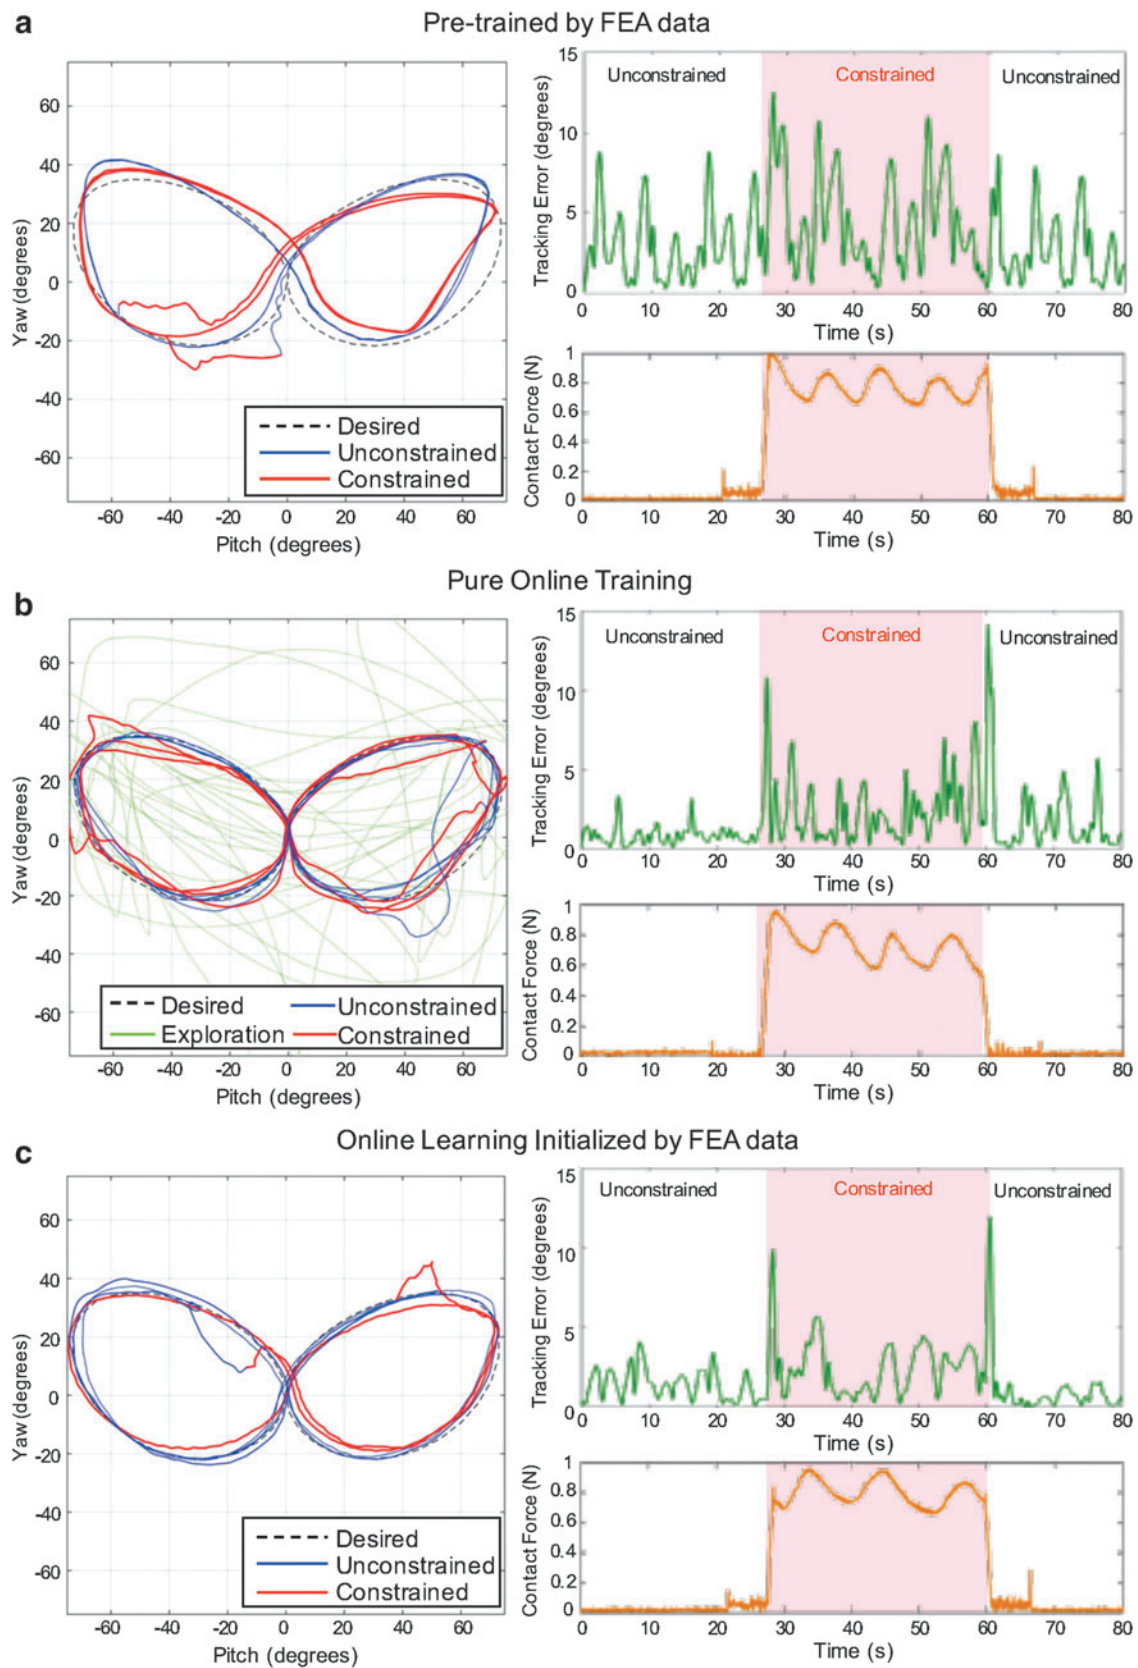 a
Pre-trained by FEA data
Yaw (degrees)
60
40
20
0
-20
-40
-60
Desired
Unconstrained
Constrained
-60 -40 -20 0 20 40 60
Pitch (degrees)
Tracking Error (degrees)
15
10
5
0
Unconstrained
Constrained
Unconstrained
0 10 20 30 40 50 60 70 80
Time (s)
Contact Force (N)
1
0.8
0.6
0.4
0.2
0
0 10 20 30 40 50 60 70 80
Time (s)
b
Pure Online Training
Yaw (degrees)
60
40
20
0
-20
-40
-60
Desired
Unconstrained
Exploration
Constrained
-60 -40 -20 0 20 40 60
Pitch (degrees)
Tracking Error (degrees)
15
10
5
0
Unconstrained
Constrained
Unconstrained
0 10 20 30 40 50 60 70 80
Time (s)
Contact Force (N)
1
0.8
0.6
0.4
0.2
0
0 10 20 30 40 50 60 70 80
Time (s)
c
Online Learning Initialized by FEA data
Yaw (degrees)
60
40
20
0
-20
-40
-60
Desired
Unconstrained
Constrained
-60 -40 -20 0 20 40 60
Pitch (degrees)
Tracking Error (degrees)
15
10
5
0
Unconstrained
Constrained
Unconstrained
0 10 20 30 40 50 60 70 80
Time (s)
Contact Force (N)
1
0.8
0.6
0.4
0.2
0
0 10 20 30 40 50 60 70 80
Time (s)